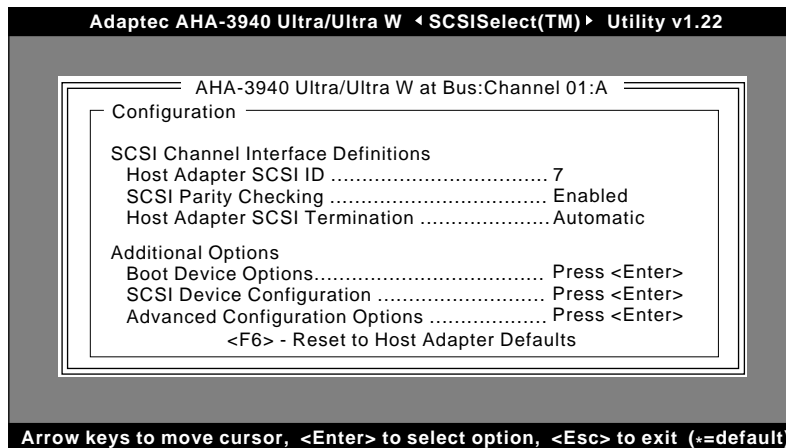 Adaptec AHA-3940 Ultra/Ultra W ◂ SCSISelect(TM) ▸ Utility v1.22
AHA-3940 Ultra/Ultra W at Bus:Channel 01:A
Configuration
SCSI Channel Interface Definitions
Host Adapter SCSI ID .................................. 7
SCSI Parity Checking .................................. Enabled
Host Adapter SCSI Termination .....................Automatic
Additional Options
Boot Device Options..................................... Press <Enter>
SCSI Device Configuration ........................... Press <Enter>
Advanced Configuration Options ................... Press <Enter>
<F6> - Reset to Host Adapter Defaults
Arrow keys to move cursor, <Enter> to select option, <Esc> to exit (*=default)